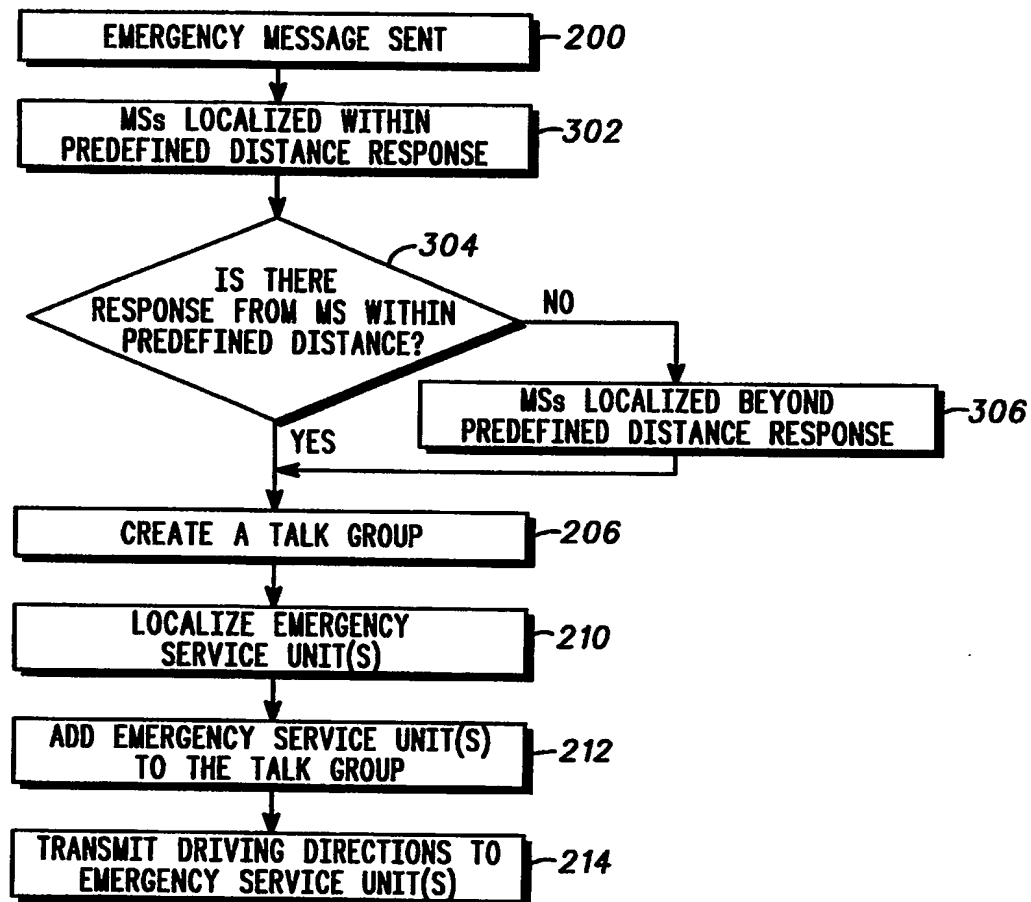 EMERGENCY MESSAGE SENT
200
MSs LOCALIZED WITHIN
PREDEFINED DISTANCE RESPONSE
302
304
IS THERE
RESPONSE FROM MS WITHIN
PREDEFINED DISTANCE?
NO
MSs LOCALIZED BEYOND
PREDEFINED DISTANCE RESPONSE
306
YES
CREATE A TALK GROUP
206
LOCALIZE EMERGENCY
SERVICE UNIT(S)
210
ADD EMERGENCY SERVICE UNIT(S)
TO THE TALK GROUP
212
TRANSMIT DRIVING DIRECTIONS TO
EMERGENCY SERVICE UNIT(S)
214